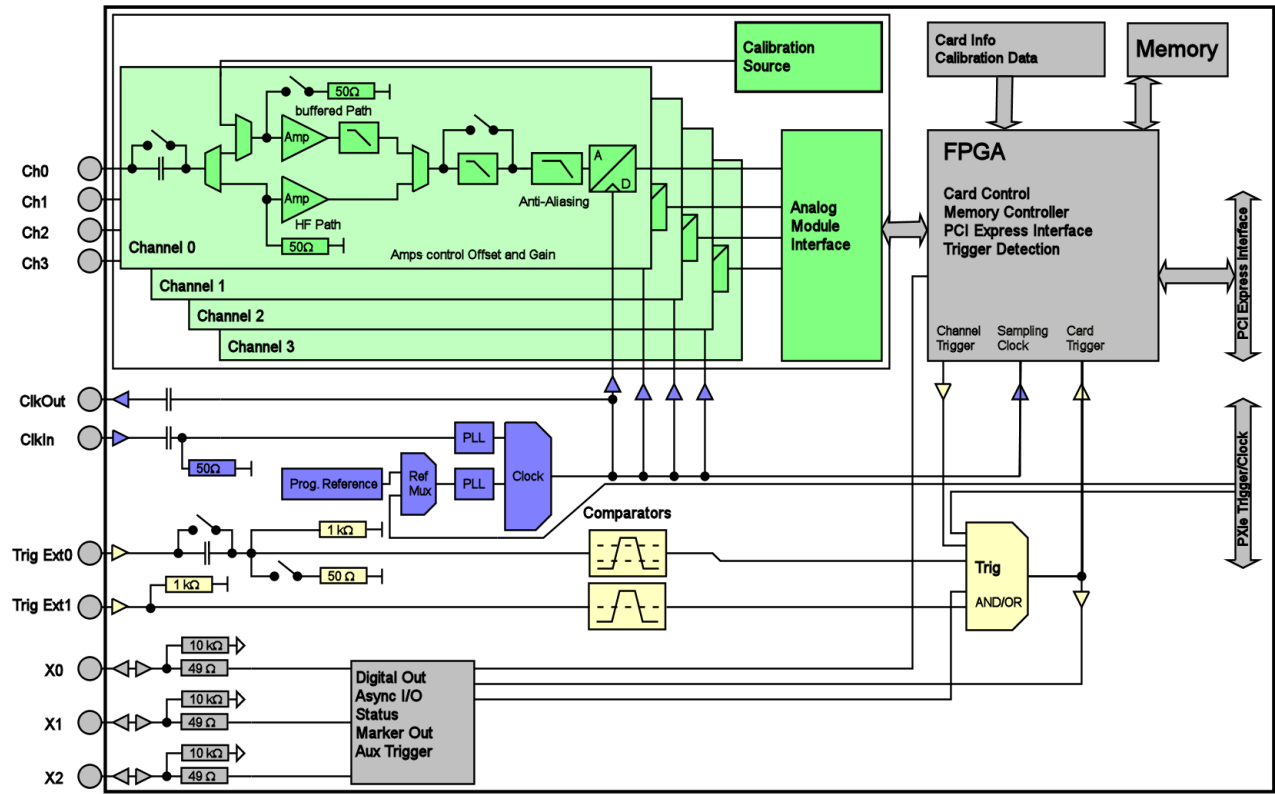 Calibration
Source
Card Info
Calibration Data
Memory
50Ω
buffered Path
Amp
Amp
HF Path
50Ω
A
D
Anti-Aliasing
Amps control Offset and Gain
Channel 0
Channel 1
Channel 2
Channel 3
Ch0
Ch1
Ch2
Ch3
Analog
Module
Interface
FPGA
Card Control
Memory Controller
PCI Express Interface
Trigger Detection
Channel
Trigger
Sampling
Clock
Card
Trigger
PCI Express Interface
PXIe Trigger/Clock
ClkOut
ClkIn
50Ω
Prog. Reference
Ref
Mux
PLL
PLL
Clock
Comparators
Trig Ext0
1 kΩ
50 Ω
Trig Ext1
1 kΩ
Trig
AND/OR
X0
10 kΩ
49 Ω
X1
10 kΩ
49 Ω
X2
10 kΩ
49 Ω
Digital Out
Async I/O
Status
Marker Out
Aux Trigger